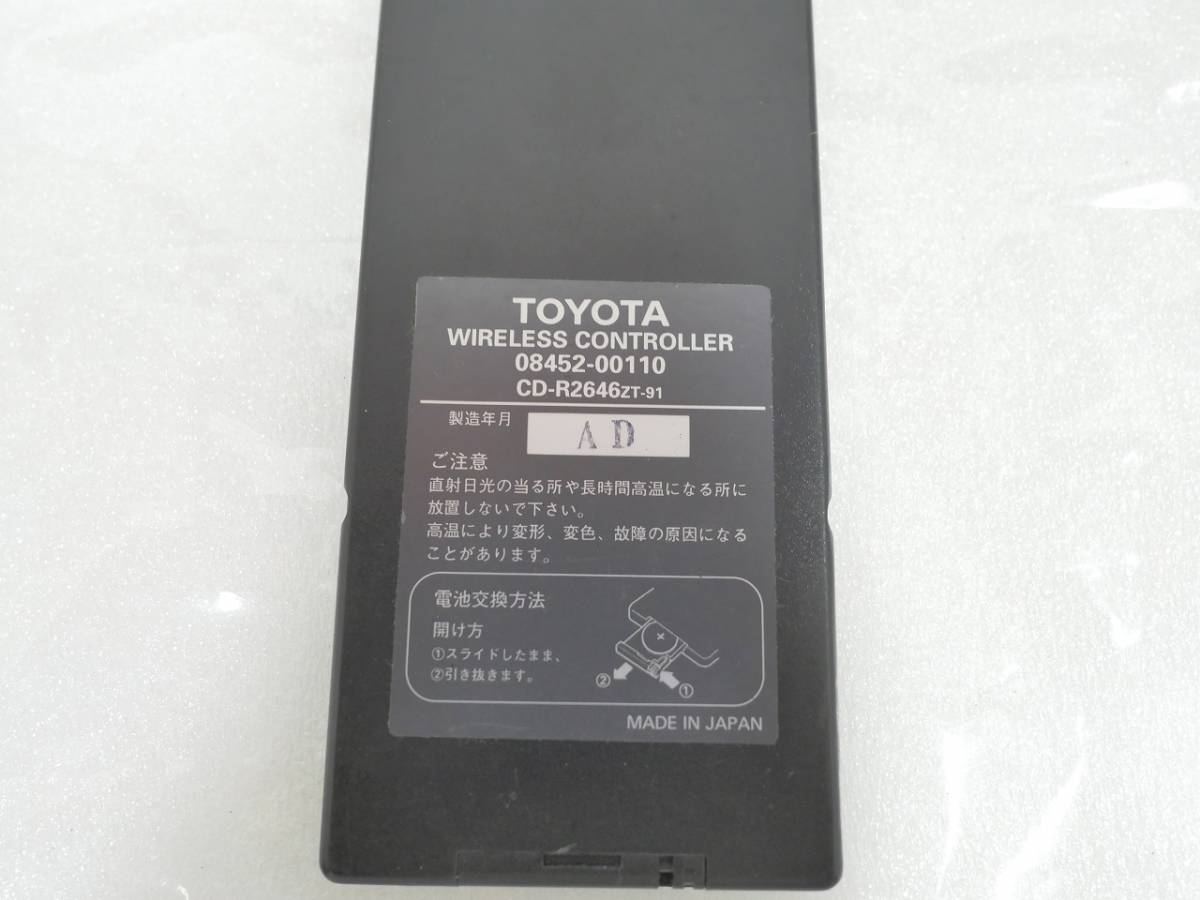 TOYOTA
WIRELESS CONTROLLER
08452-00110
CD-R2646ZT-91
製造年月 AD
ご注意
直射日光の当る所や長時間高温になる所に
放置しないで下さい。
高温により変形、変色、故障の原因になる
ことがあります。
電池交換方法
開け方
①スライドしたまま、
②引き抜きます。
② ①
MADE IN JAPAN